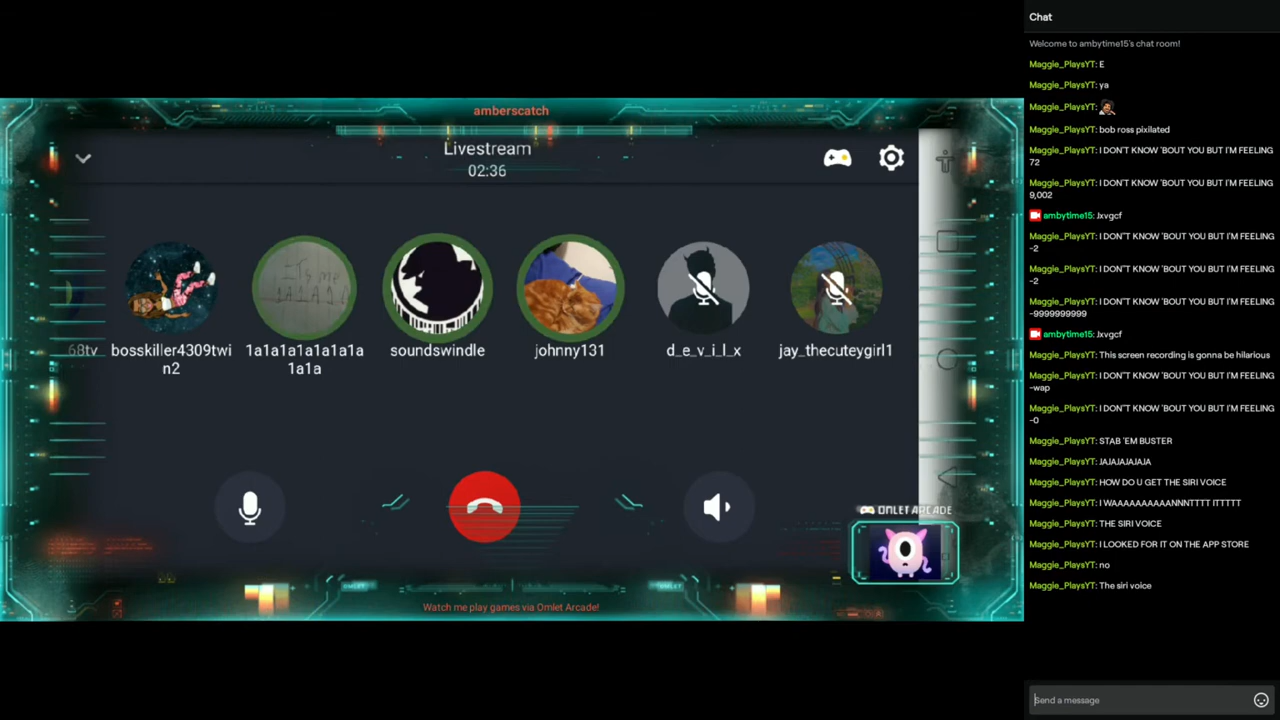 amberscatch
Livestream
02:36
68tv
bosskiller4309twi
n2
1a1a1a1a1a1a1a
1a1a
soundswindle
johnny131
d_e_v_i_l_x
jay_thecuteygirl1
OMLET ARCADE
Watch me play games via Omlet Arcade!
Chat
Welcome to ambytime15's chat room!
Maggie_PlaysYT: E
Maggie_PlaysYT: ya
Maggie_PlaysYT:
Maggie_PlaysYT: bob ross pixilated
Maggie_PlaysYT: I DON'T KNOW 'BOUT YOU BUT I'M FEELING
72
Maggie_PlaysYT: I DON'T KNOW 'BOUT YOU BUT I'M FEELING
9,002
ambytime15: Jxvgcf
Maggie_PlaysYT: I DON"T KNOW 'BOUT YOU BUT I'M FEELING
-2
Maggie_PlaysYT: I DON"T KNOW 'BOUT YOU BUT I'M FEELING
-2
Maggie_PlaysYT: I DON"T KNOW 'BOUT YOU BUT I'M FEELING
-9999999999
ambytime15: Jxvgcf
Maggie_PlaysYT: This screen recording is gonna be hilarious
Maggie_PlaysYT: I DON"T KNOW 'BOUT YOU BUT I'M FEELING
-wap
Maggie_PlaysYT: I DON"T KNOW 'BOUT YOU BUT I'M FEELING
-0
Maggie_PlaysYT: STAB 'EM BUSTER
Maggie_PlaysYT: JAJAJAJAJAJA
Maggie_PlaysYT: HOW DO U GET THE SIRI VOICE
Maggie_PlaysYT: I WAAAAAAAAAANNNTTTT ITTTTT
Maggie_PlaysYT: THE SIRI VOICE
Maggie_PlaysYT: I LOOKED FOR IT ON THE APP STORE
Maggie_PlaysYT: no
Maggie_PlaysYT: The siri voice
Send a message